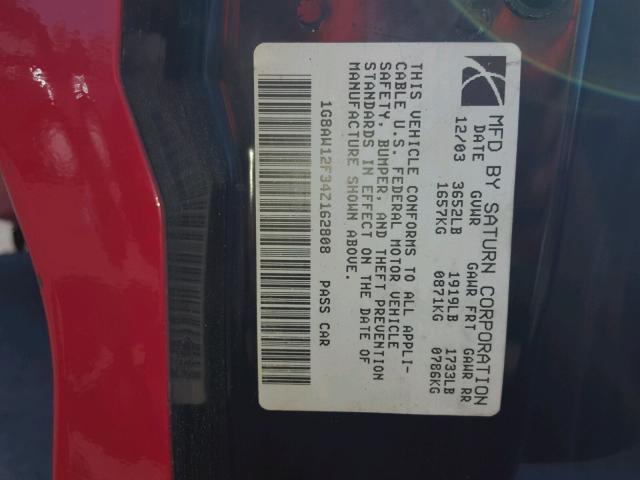 MFD BY SATURN CORPORATION
DATE GVWR GAWR FRT GAWR RR
12/03 3652LB 1919LB 1733LB
1657KG 0871KG 0786KG
THIS VEHICLE CONFORMS TO ALL APPLI-
CABLE U.S. FEDERAL MOTOR VEHICLE
SAFETY, BUMPER, AND THEFT PREVENTION
STANDARDS IN EFFECT ON THE DATE OF
MANUFACTURE SHOWN ABOVE.
1G8AW12F34Z162808 PASS CAR